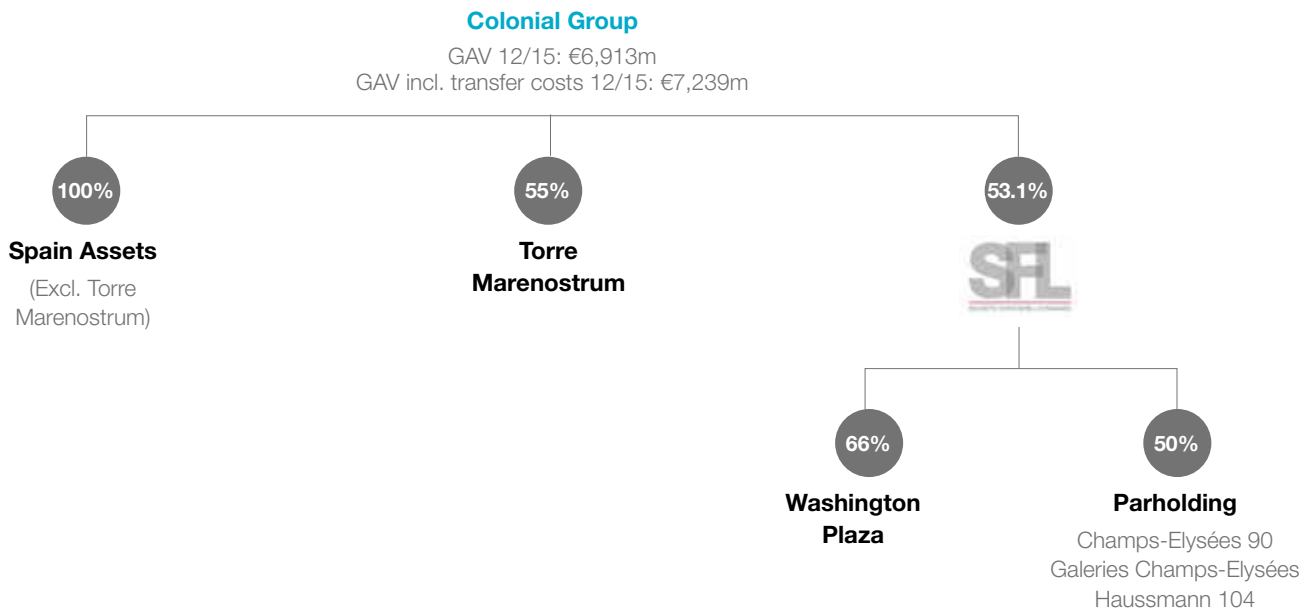 Colonial Group
GAV 12/15: €6,913m
GAV incl. transfer costs 12/15: €7,239m
100%
55%
53.1%
Spain Assets
(Excl. Torre
Marenostrum)
Torre
Marenostrum
SFL
66%
50%
Washington
Plaza
Parholding
Champs-Elysées 90
Galeries Champs-Elysées
Haussmann 104